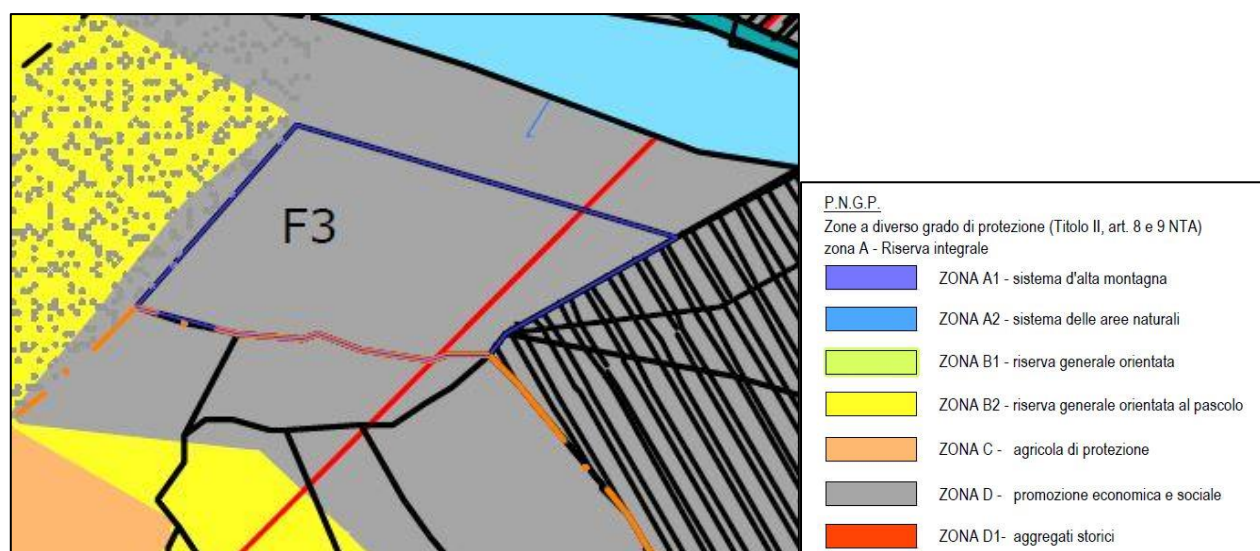 F3
P.N.G.P.
Zone a diverso grado di protezione (Titolo II, art. 8 e 9 NTA)
zona A - Riserva integrale
ZONA A1 - sistema d'alta montagna
ZONA A2 - sistema delle aree naturali
ZONA B1 - riserva generale orientata
ZONA B2 - riserva generale orientata al pascolo
ZONA C - agricola di protezione
ZONA D - promozione economica e sociale
ZONA D1- aggregati storici